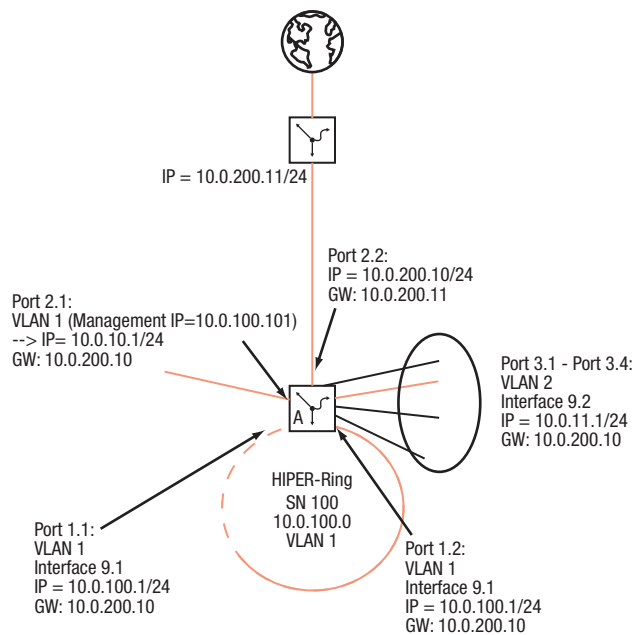 IP = 10.0.200.11/24
Port 2.2:
IP = 10.0.200.10/24
GW: 10.0.200.11
Port 2.1:
VLAN 1 (Management IP=10.0.100.101)
--> IP= 10.0.10.1/24
GW: 10.0.200.10
Port 3.1 - Port 3.4:
VLAN 2
Interface 9.2
IP = 10.0.11.1/24
GW: 10.0.200.10
A
HIPER-Ring
SN 100
10.0.100.0
VLAN 1
Port 1.1:
VLAN 1
Interface 9.1
IP = 10.0.100.1/24
GW: 10.0.200.10
Port 1.2:
VLAN 1
Interface 9.1
IP = 10.0.100.1/24
GW: 10.0.200.10